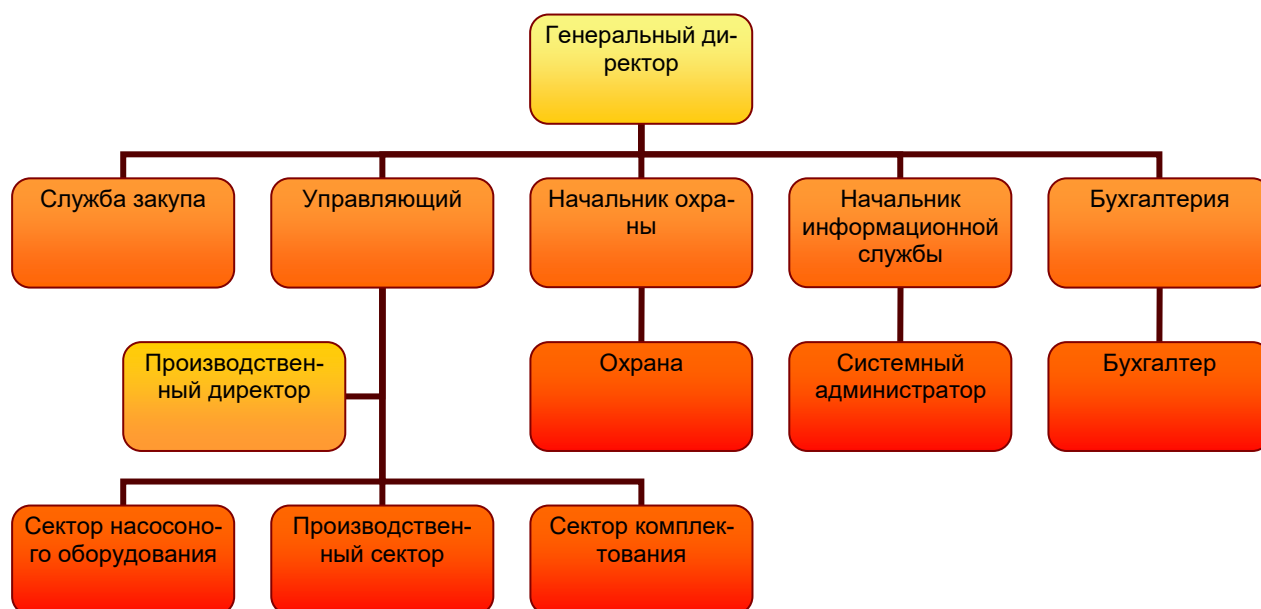 Генеральный ди-
ректор
Служба закупа
Управляющий
Начальник охра-
ны
Начальник
информационной
службы
Бухгалтерия
Производствен-
ный директор
Охрана
Системный
администратор
Бухгалтер
Сектор насосоно-
го оборудования
Производствен-
ный сектор
Сектор комплек-
тования